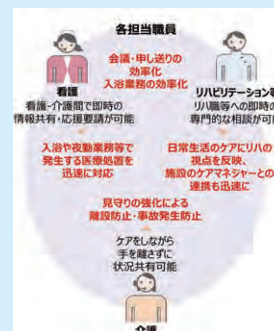 各担当職員
会議・申し送りの
効率化
入浴業務の効率化
看護
看護-介護間で即時の
情報共有・応援要請が可能
リハビリテーション等
リハ職等への即時の
専門的な相談が可
入浴や夜勤業務等で
発生する医療処置を
迅速に対応
日常生活のケアにリハの
視点を反映、
施設のケアマネジャーとの
連携も迅速に
見守りの強化による
離設防止・事故発生防止
ケアをしながら
手を離さずに
状況共有可能
介護